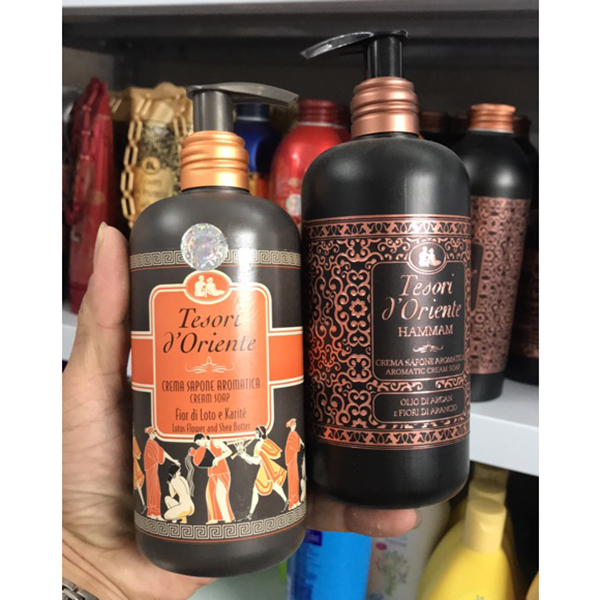 Tesori
d'Oriente
CREMA SAPONE AROMATICA
CREAM SOAP
Fior di Loto e Karitè
Lotus Flower and Shea Butter
Tesori
d'Oriente
HAMMAM
CREMA SAPONE AROMATICA
AROMATIC CREAM SOAP
OLIO DI ARGAN
E FIORI DI ARANCIO